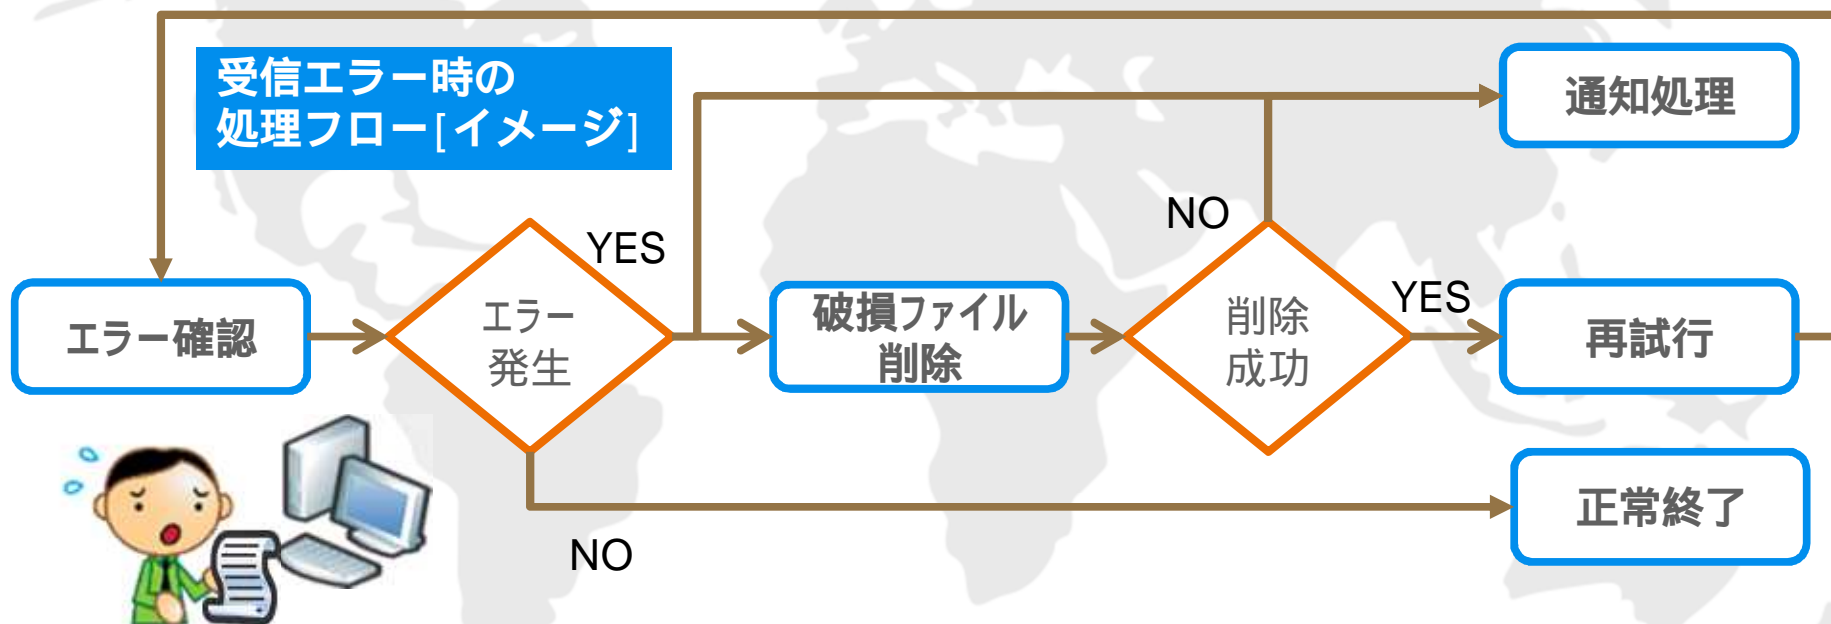 受信エラー時の
処理フロー[イメージ]
通知処理
NO
YES
エラー確認
エラー
発生
破損ファイル
削除
削除
成功
YES
再試行
正常終了
NO